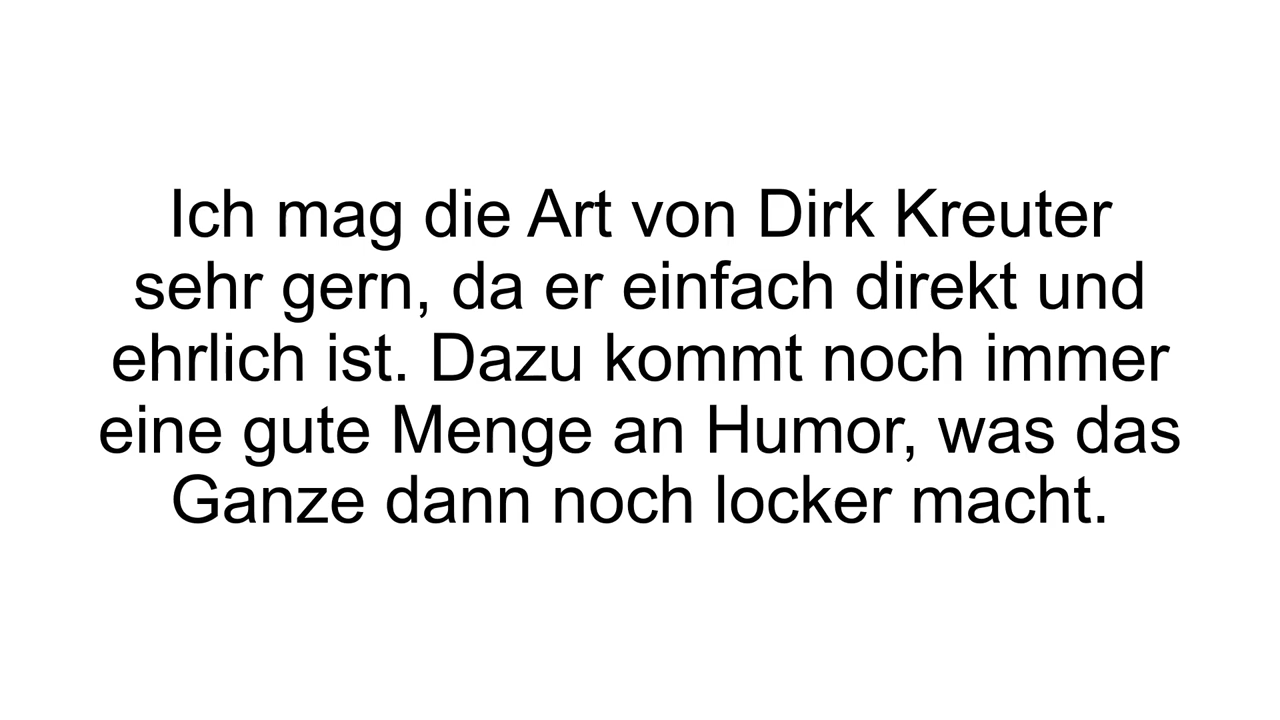 Ich mag die Art von Dirk Kreuter
sehr gern, da er einfach direkt und
ehrlich ist. Dazu kommt noch immer
eine gute Menge an Humor, was das
Ganze dann noch locker macht.